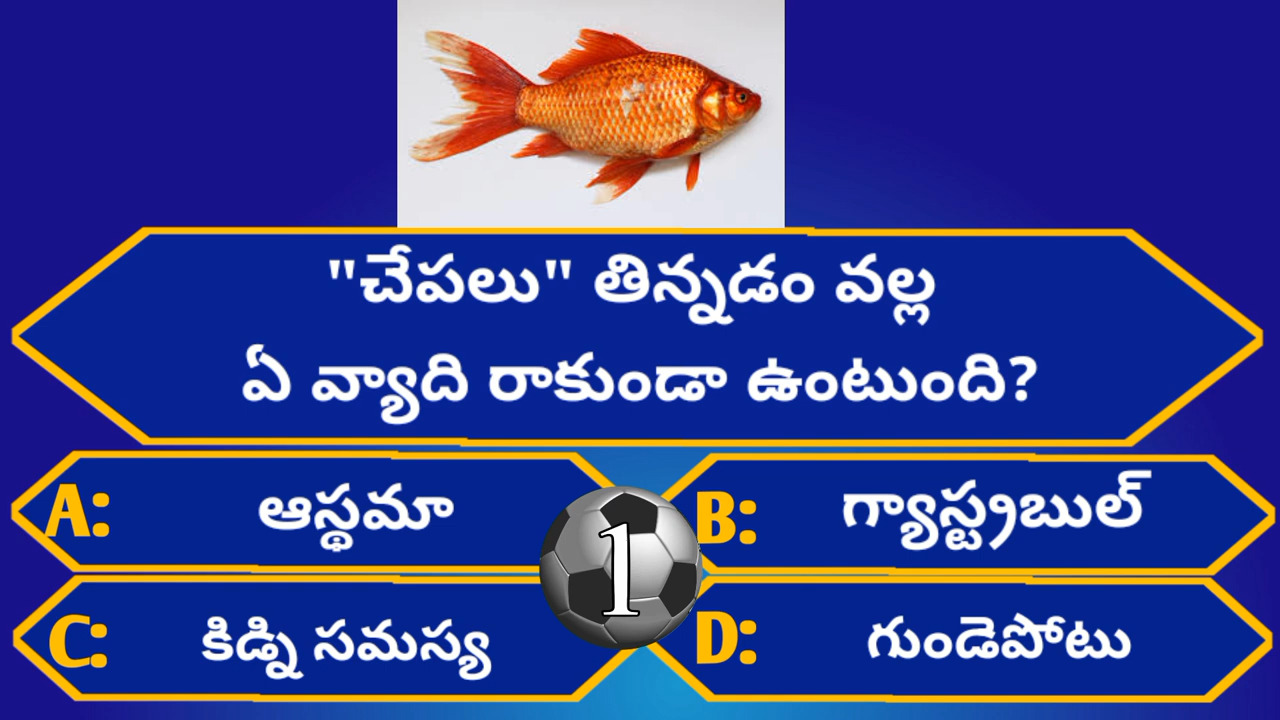 "చేపలు" తిన్నడం వల్ల
ఏ వ్యాది రాకుండా ఉంటుంది?
A: ఆస్థమా
B: గ్యాస్ట్రబుల్
1
C: కిడ్ని సమస్య
D: గుండెపోటు